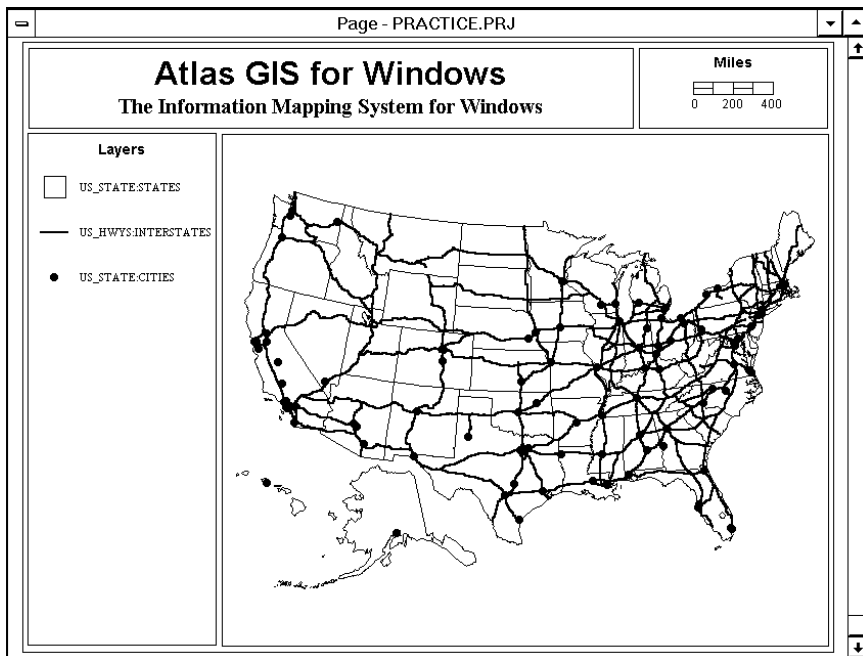 Page - PRACTICE.PRJ
Atlas GIS for Windows
The Information Mapping System for Windows
Miles
0 200 400
Layers
US_STATE:STATES
US_HWYS:INTERSTATES
US_STATE:CITIES